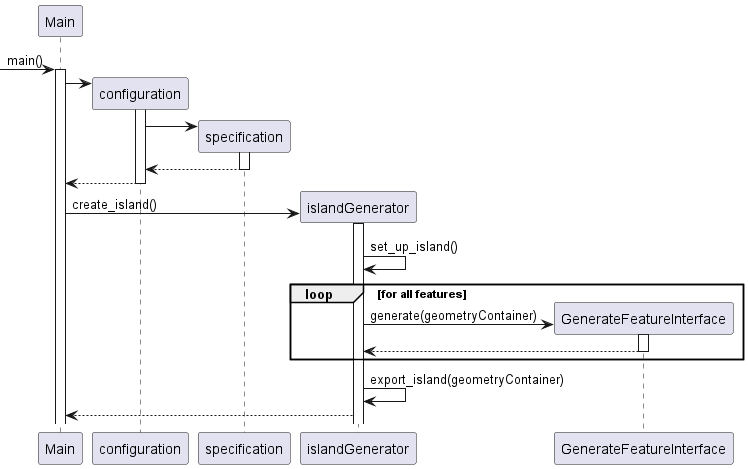 Main
main()
configuration
specification
create_island()
islandGenerator
set_up_island()
loop
[for all features]
generate(geometryContainer)
GenerateFeatureInterface
export_island(geometryContainer)
Main
configuration
specification
islandGenerator
GenerateFeatureInterface